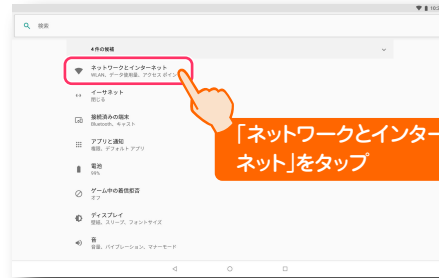 10:2
検索
4 件の候補
ネットワークとインターネット
WLAN、データ使用量、アクセス ポイン
イーサネット
閉じる
接続済みの端末
Bluetooth、キャスト
アプリと通知
権限、デフォルト アプリ
電池
99%
ゲーム中の着信拒否
オフ
ディスプレイ
壁紙、スリープ、フォントサイズ
音
音量、バイブレーション、マナーモード
「ネットワークとインター
ネット」をタップ